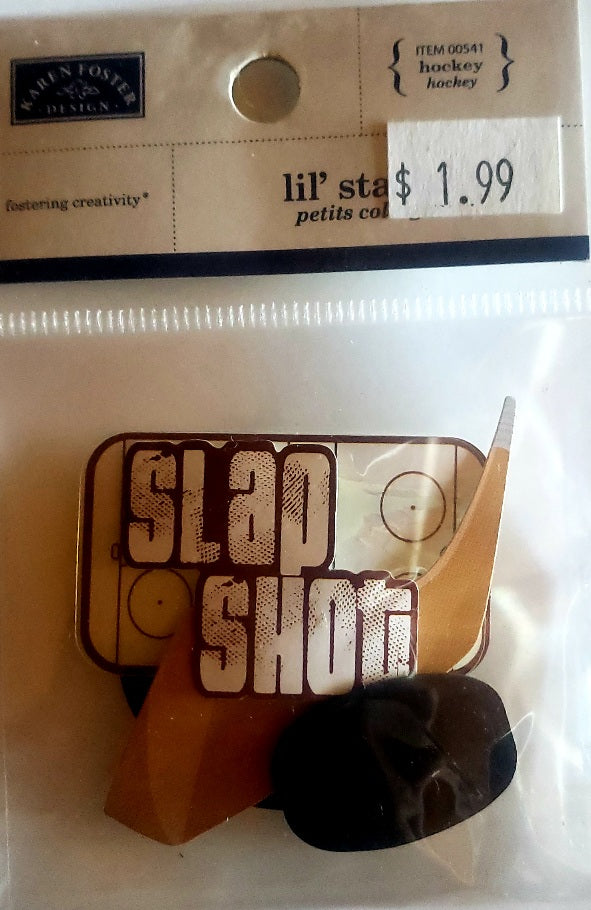 KAREN FOSTER
DESIGN
ITEM 00541
hockey
hockey
fostering creativity*
lil' sta
$ 1.99
petits col
SLap
SHOt